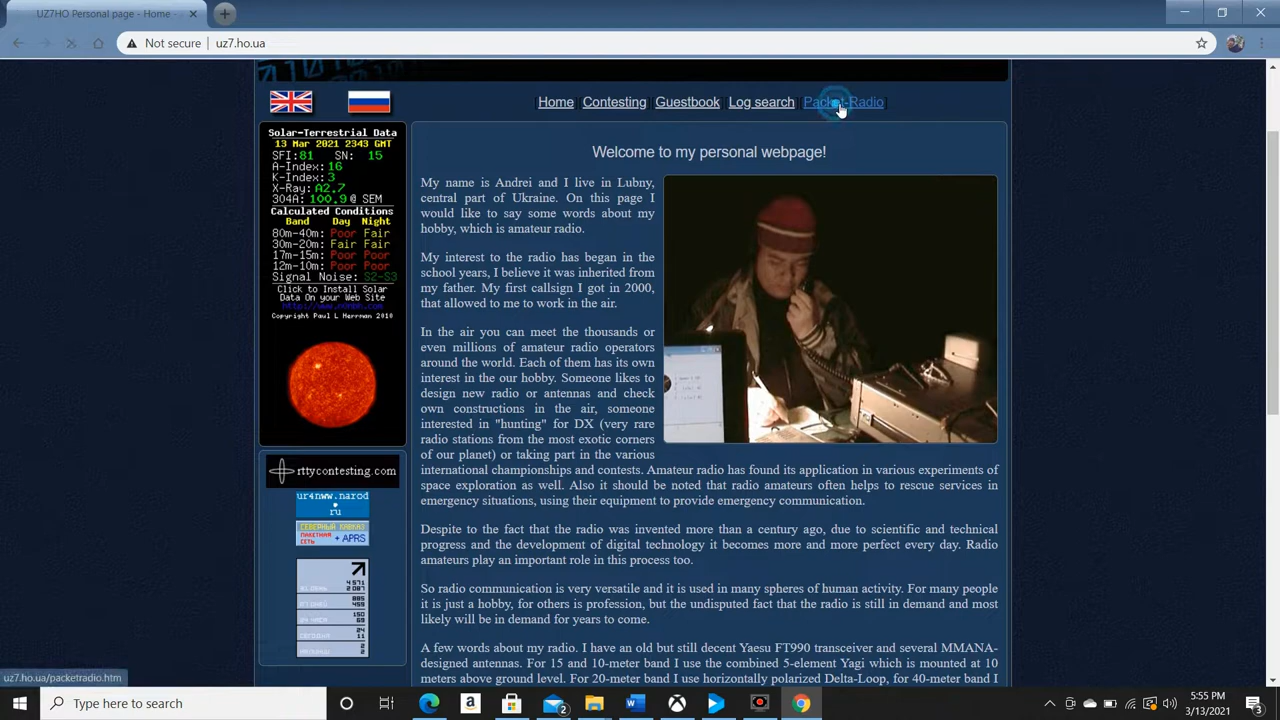 UZ7HO Personal page - Home
Not secure
uz7.ho.ua
Home
Contesting
Guestbook
Log search
Packet-Radio
Solar-Terrestrial Data
13 Mar 2021 2343 GMT
SFI:81 SN: 15
A-Index:16
K-Index:3
X-Ray:A2.7
304A:100.9 @ SEM
Calculated Conditions
Band Day Night
80m-40m: Poor Fair
30m-20m: Fair Fair
17m-15m: Poor Poor
12m-10m: Poor Poor
Signal Noise: S2-S3
Click to Install Solar
Data On your Web Site
Copyright Paul L Herrman 2010
rttycontesting.com
ur4nww.narod
ru
СЕВЕРНЫЙ КАВКАЗ
ПАКЕТНАЯ
СЕТЬ + APRS
4 571
2 087
885
459
150
69
24
11
2
2
Welcome to my personal webpage!
My name is Andrei and I live in Lubny,
central part of Ukraine. On this page I
would like to say some words about my
hobby, which is amateur radio.
My interest to the radio has began in the
school years, I believe it was inherited from
my father. My first callsign I got in 2000,
that allowed to me to work in the air.
In the air you can meet the thousands or
even millions of amateur radio operators
around the world. Each of them has its own
interest in the our hobby. Someone likes to
design new radio or antennas and check
own constructions in the air, someone
interested in "hunting" for DX (very rare
radio stations from the most exotic corners
of our planet) or taking part in the various
international championships and contests. Amateur radio has found its application in various experiments of
space exploration as well. Also it should be noted that radio amateurs often helps to rescue services in
emergency situations, using their equipment to provide emergency communication.
Despite to the fact that the radio was invented more than a century ago, due to scientific and technical
progress and the development of digital technology it becomes more and more perfect every day. Radio
amateurs play an important role in this process too.
So radio communication is very versatile and it is used in many spheres of human activity. For many people
it is just a hobby, for others is profession, but the undisputed fact that the radio is still in demand and most
likely will be in demand for years to come.
A few words about my radio. I have an old but still decent Yaesu FT990 transceiver and several MMANA-
designed antennas. For 15 and 10-meter band I use the combined 5-element Yagi which is mounted at 10
meters above ground level. For 20-meter band I use horizontally polarized Delta-Loop, for 40-meter band I
uz7.ho.ua/packetradio.htm
Type here to search
2
5:55 PM
3/13/2021
3